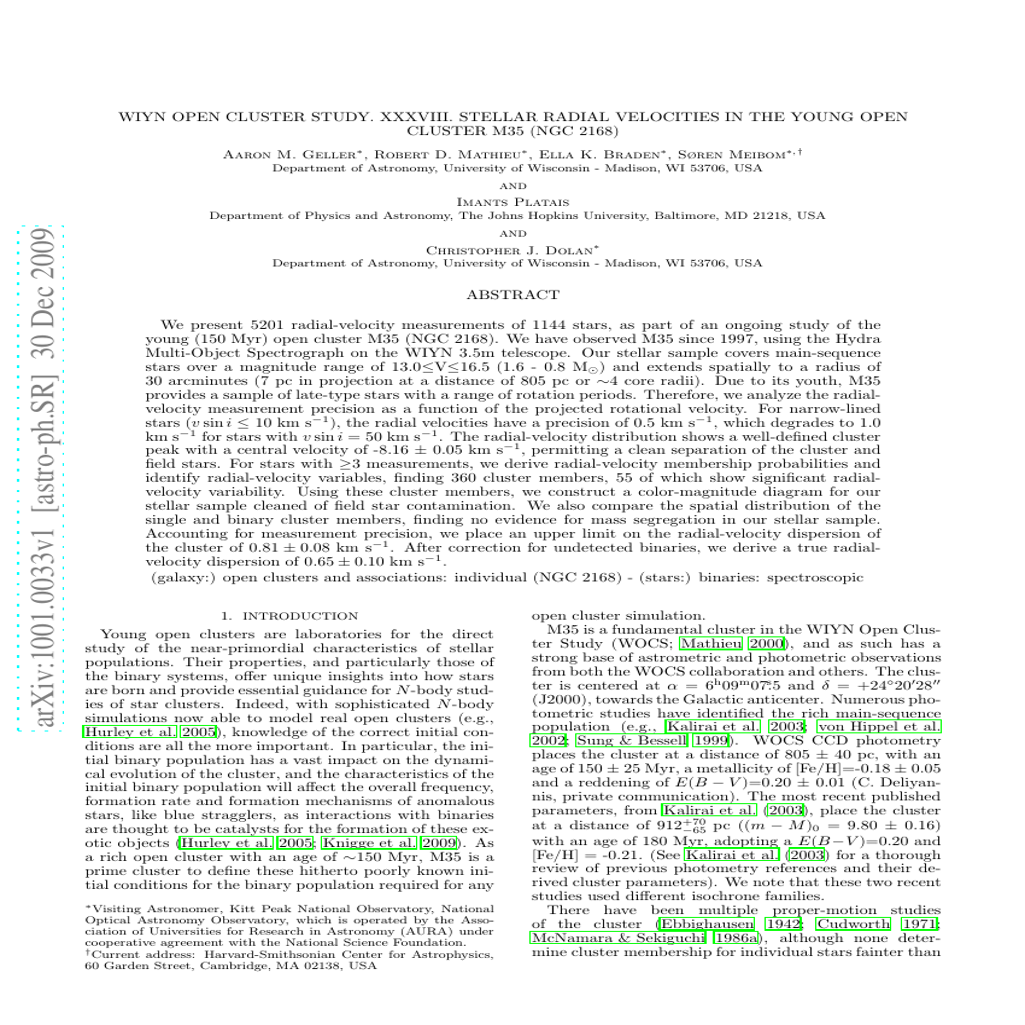 WIYN OPEN CLUSTER STUDY. XXXVIII. STELLAR RADIAL VELOCITIES IN THE YOUNG OPEN
CLUSTER M35 (NGC 2168)
Aaron M. Geller*, Robert D. Mathieu*, Ella K. Braden*, Søren Meibom*,†
Department of Astronomy, University of Wisconsin - Madison, WI 53706, USA
AND
Imants Platais
Department of Physics and Astronomy, The Johns Hopkins University, Baltimore, MD 21218, USA
AND
Christopher J. Dolan*
Department of Astronomy, University of Wisconsin - Madison, WI 53706, USA
ABSTRACT
We present 5201 radial-velocity measurements of 1144 stars, as part of an ongoing study of the
young (150 Myr) open cluster M35 (NGC 2168). We have observed M35 since 1997, using the Hydra
Multi-Object Spectrograph on the WIYN 3.5m telescope. Our stellar sample covers main-sequence
stars over a magnitude range of 13.0≤V≤16.5 (1.6 - 0.8 M⊙) and extends spatially to a radius of
30 arcminutes (7 pc in projection at a distance of 805 pc or ∼4 core radii). Due to its youth, M35
provides a sample of late-type stars with a range of rotation periods. Therefore, we analyze the radial-
velocity measurement precision as a function of the projected rotational velocity. For narrow-lined
stars (v sin i ≤ 10 km s⁻¹), the radial velocities have a precision of 0.5 km s⁻¹, which degrades to 1.0
km s⁻¹ for stars with v sin i = 50 km s⁻¹. The radial-velocity distribution shows a well-defined cluster
peak with a central velocity of -8.16 ± 0.05 km s⁻¹, permitting a clean separation of the cluster and
field stars. For stars with ≥3 measurements, we derive radial-velocity membership probabilities and
identify radial-velocity variables, finding 360 cluster members, 55 of which show significant radial-
velocity variability. Using these cluster members, we construct a color-magnitude diagram for our
stellar sample cleaned of field star contamination. We also compare the spatial distribution of the
single and binary cluster members, finding no evidence for mass segregation in our stellar sample.
Accounting for measurement precision, we place an upper limit on the radial-velocity dispersion of
the cluster of 0.81 ± 0.08 km s⁻¹. After correction for undetected binaries, we derive a true radial-
velocity dispersion of 0.65 ± 0.10 km s⁻¹.
(galaxy:) open clusters and associations: individual (NGC 2168) - (stars:) binaries: spectroscopic
1. INTRODUCTION
Young open clusters are laboratories for the direct
study of the near-primordial characteristics of stellar
populations. Their properties, and particularly those of
the binary systems, offer unique insights into how stars
are born and provide essential guidance for N-body stud-
ies of star clusters. Indeed, with sophisticated N-body
simulations now able to model real open clusters (e.g.,
Hurley et al. 2005), knowledge of the correct initial con-
ditions are all the more important. In particular, the ini-
tial binary population has a vast impact on the dynami-
cal evolution of the cluster, and the characteristics of the
initial binary population will affect the overall frequency,
formation rate and formation mechanisms of anomalous
stars, like blue stragglers, as interactions with binaries
are thought to be catalysts for the formation of these ex-
otic objects (Hurley et al. 2005; Knigge et al. 2009). As
a rich open cluster with an age of ∼150 Myr, M35 is a
prime cluster to define these hitherto poorly known ini-
tial conditions for the binary population required for any
*Visiting Astronomer, Kitt Peak National Observatory, National
Optical Astronomy Observatory, which is operated by the Asso-
ciation of Universities for Research in Astronomy (AURA) under
cooperative agreement with the National Science Foundation.
†Current address: Harvard-Smithsonian Center for Astrophysics,
60 Garden Street, Cambridge, MA 02138, USA
open cluster simulation.
M35 is a fundamental cluster in the WIYN Open Clus-
ter Study (WOCS; Mathieu 2000), and as such has a
strong base of astrometric and photometric observations
from both the WOCS collaboration and others. The clus-
ter is centered at α = 6ʰ09ᵐ07ˢ.5 and δ = +24°20′28″
(J2000), towards the Galactic anticenter. Numerous pho-
tometric studies have identified the rich main-sequence
population (e.g., Kalirai et al. 2003; von Hippel et al.
2002; Sung & Bessell 1999). WOCS CCD photometry
places the cluster at a distance of 805 ± 40 pc, with an
age of 150 ± 25 Myr, a metallicity of [Fe/H]=-0.18 ± 0.05
and a reddening of E(B − V)=0.20 ± 0.01 (C. Deliyan-
nis, private communication). The most recent published
parameters, from Kalirai et al. (2003), place the cluster
at a distance of 912⁺⁷⁰₋₆₅ pc ((m − M)₀ = 9.80 ± 0.16)
with an age of 180 Myr, adopting a E(B−V)=0.20 and
[Fe/H] = -0.21. (See Kalirai et al. (2003) for a thorough
review of previous photometry references and their de-
rived cluster parameters). We note that these two recent
studies used different isochrone families.
There have been multiple proper-motion studies
of the cluster (Ebbighausen 1942; Cudworth 1971;
McNamara & Sekiguchi 1986a), although none deter-
mine cluster membership for individual stars fainter than
arXiv:1001.0033v1 [astro-ph.SR] 30 Dec 2009